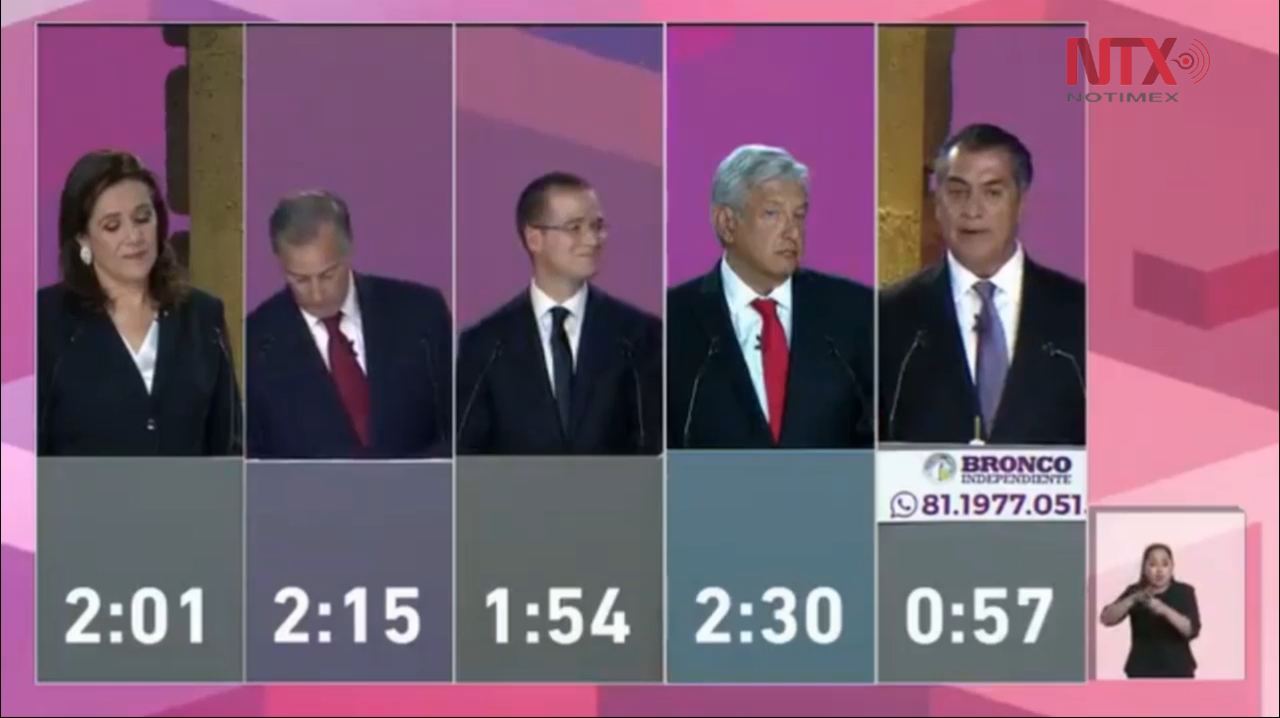 NTX
NOTIMEX
BRONCO
INDEPENDIENTE
81.1977.051
2:01
2:15
1:54
2:30
0:57